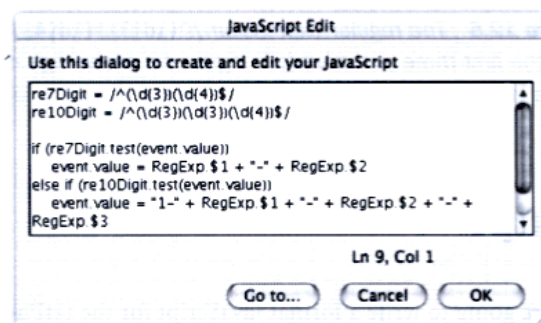 JavaScript Edit
Use this dialog to create and edit your JavaScript
re7Digit = /^(\d{3})(\d{4})$/
re10Digit = /^(\d{3})(\d{3})(\d{4})$/
if (re7Digit.test(event.value))
event.value = RegExp.$1 + "-" + RegExp.$2
else if (re10Digit.test(event.value))
event.value = "1-" + RegExp.$1 + "-" + RegExp.$2 + "-" +
RegExp.$3
Ln 9, Col 1
Go to...
Cancel
OK